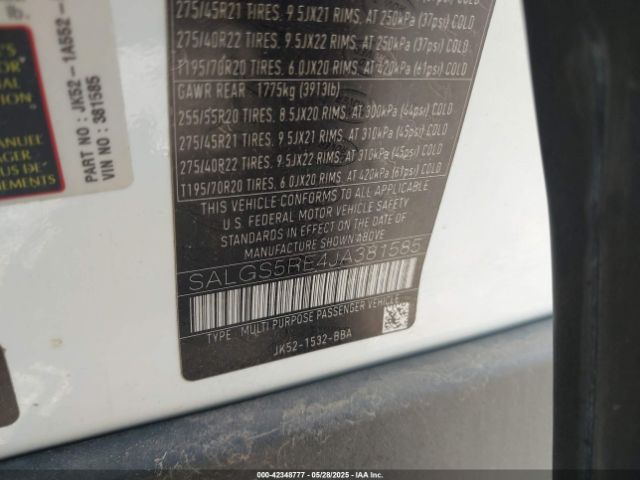 lb.
JK52-1A552-
PART NO : JK52-1A552-
VIN NO : 381585
MANUEL
MENTS
275/45R21 TIRES, 9.5JX21 RIMS, AT 250kPa (37psi) COLD
275/40R22 TIRES, 9.5JX22 RIMS, AT 250kPa (37psi) COLD
T195/70R20 TIRES, 6.0JX20 RIMS, AT 420kPa (61psi) COLD
GAWR REAR 1775kg (3913lb)
255/55R20 TIRES, 8.5JX20 RIMS, AT 300kPa (44psi) COLD
275/45R21 TIRES, 9.5JX21 RIMS, AT 310kPa (45psi) COLD
275/40R22 TIRES, 9.5JX22 RIMS, AT 310kPa (45psi) COLD
T195/70R20 TIRES, 6.0JX20 RIMS, AT 420kPa (61psi) COLD
THIS VEHICLE CONFORMS TO ALL APPLICABLE
U.S. FEDERAL MOTOR VEHICLE SAFETY
STANDARDS IN EFFECT ON THE DATE OF
MANUFACTURE SHOWN ABOVE
SALGS5RE4JA381585
TYPE : MULTI PURPOSE PASSENGER VEHICLE
JK52-1532-BBA
000-42348777 - 05/28/2025 - IAA Inc.